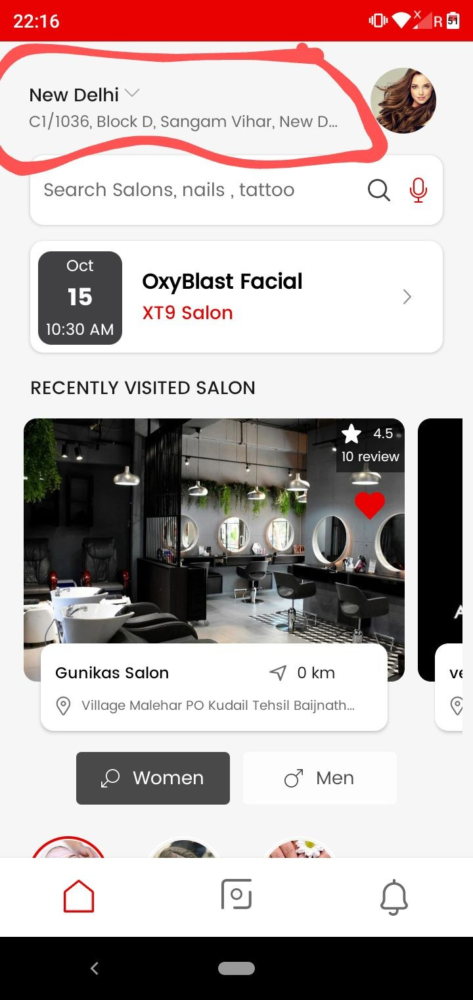 22:16
X R 51
New Delhi
C1/1036, Block D, Sangam Vihar, New D...
Search Salons, nails , tattoo
Oct
15
10:30 AM
OxyBlast Facial
XT9 Salon
RECENTLY VISITED SALON
4.5
10 review
A
Gunikas Salon
0 km
ve
Village Malehar PO Kudail Tehsil Baijnath...
Women
Men